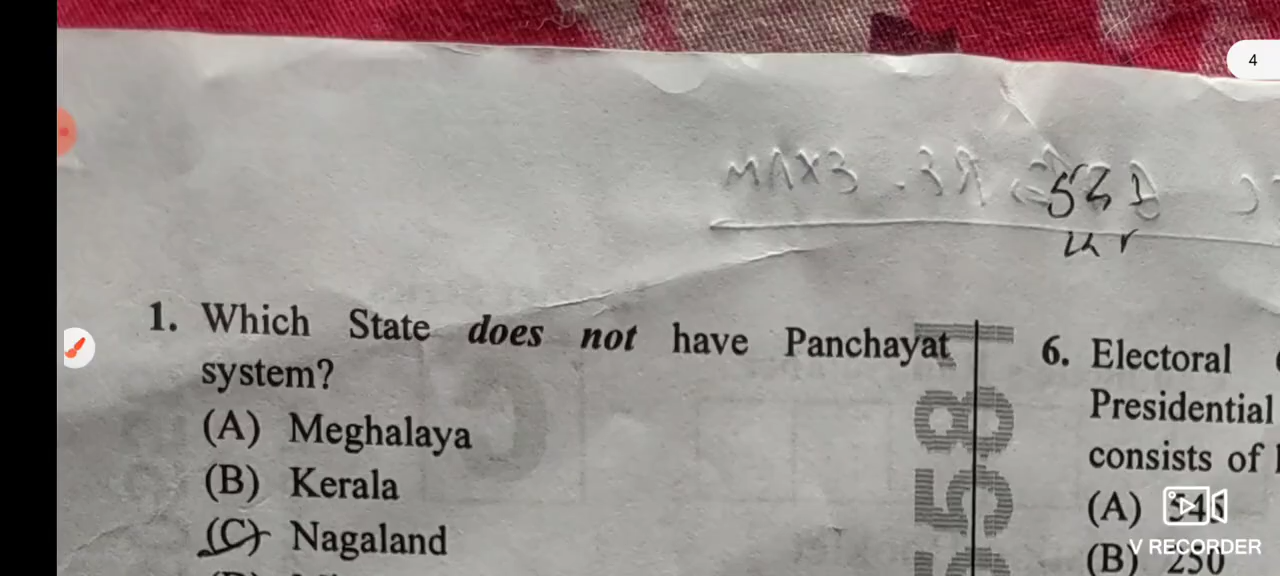 4
1. Which State does not have Panchayat
system?
(A) Meghalaya
(B) Kerala
(C) Nagaland
6. Electoral
Presidential
consists of
(A) 545
(B) 250
V RECORDER